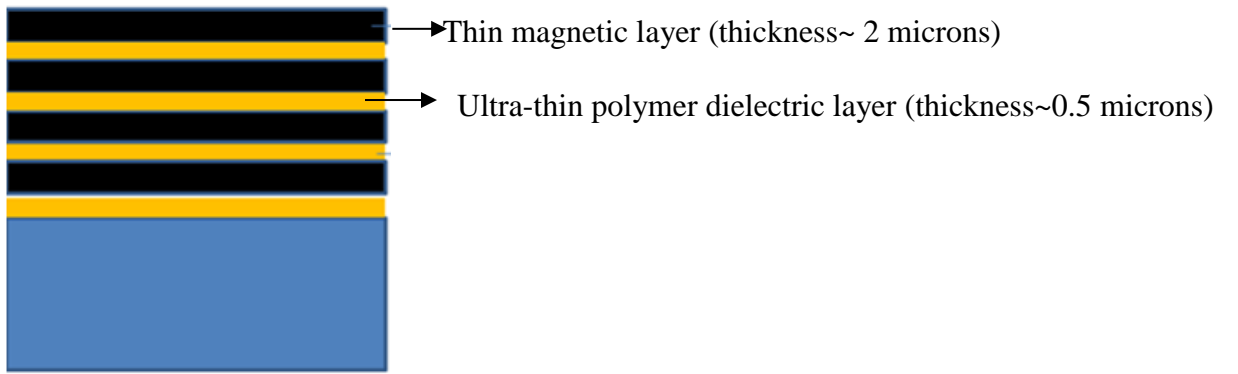 Thin magnetic layer (thickness~ 2 microns)
Ultra-thin polymer dielectric layer (thickness~0.5 microns)